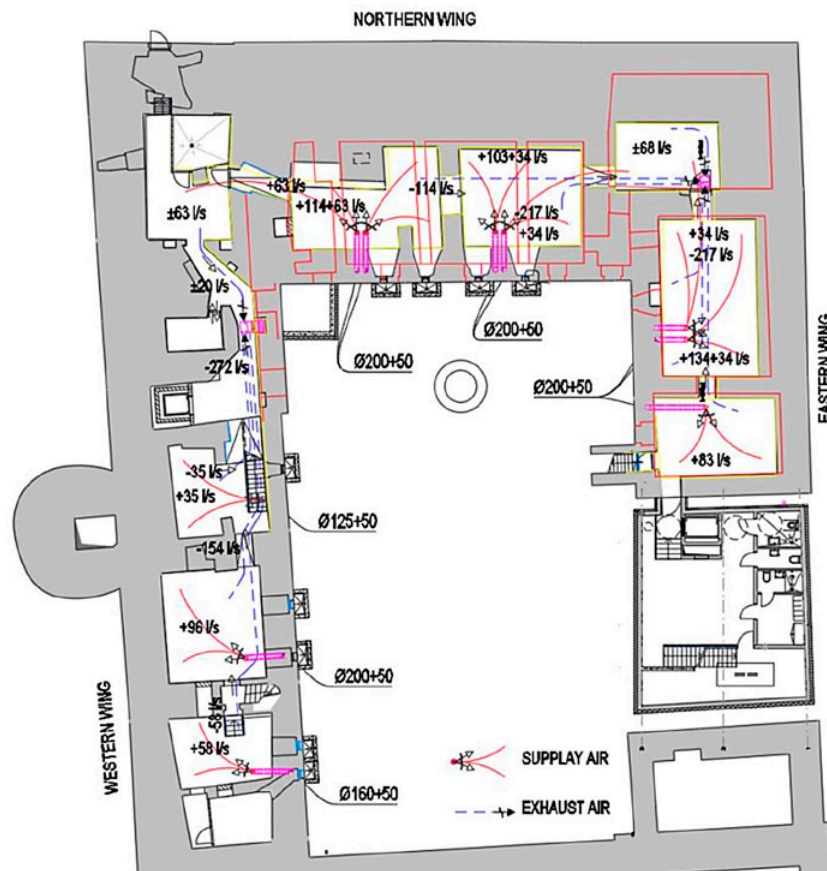 NORTHERN WING
+103+34 l/s
±68 l/s
+63 l/s
-114 l/s
+114+63 l/s
±63 l/s
-217 l/s
+34 l/s
+34 l/s
-217 l/s
±20 l/s
Ø200+50
Ø200+50
-272 l/s
+134+34 l/s
Ø200+50
EASTERN WING
+83 l/s
-35 l/s
+35 l/s
Ø125+50
-154 l/s
+96 l/s
Ø200+50
WESTERN WING
-58 l/s
+58 l/s
SUPPLAY AIR
Ø160+50
EXHAUST AIR